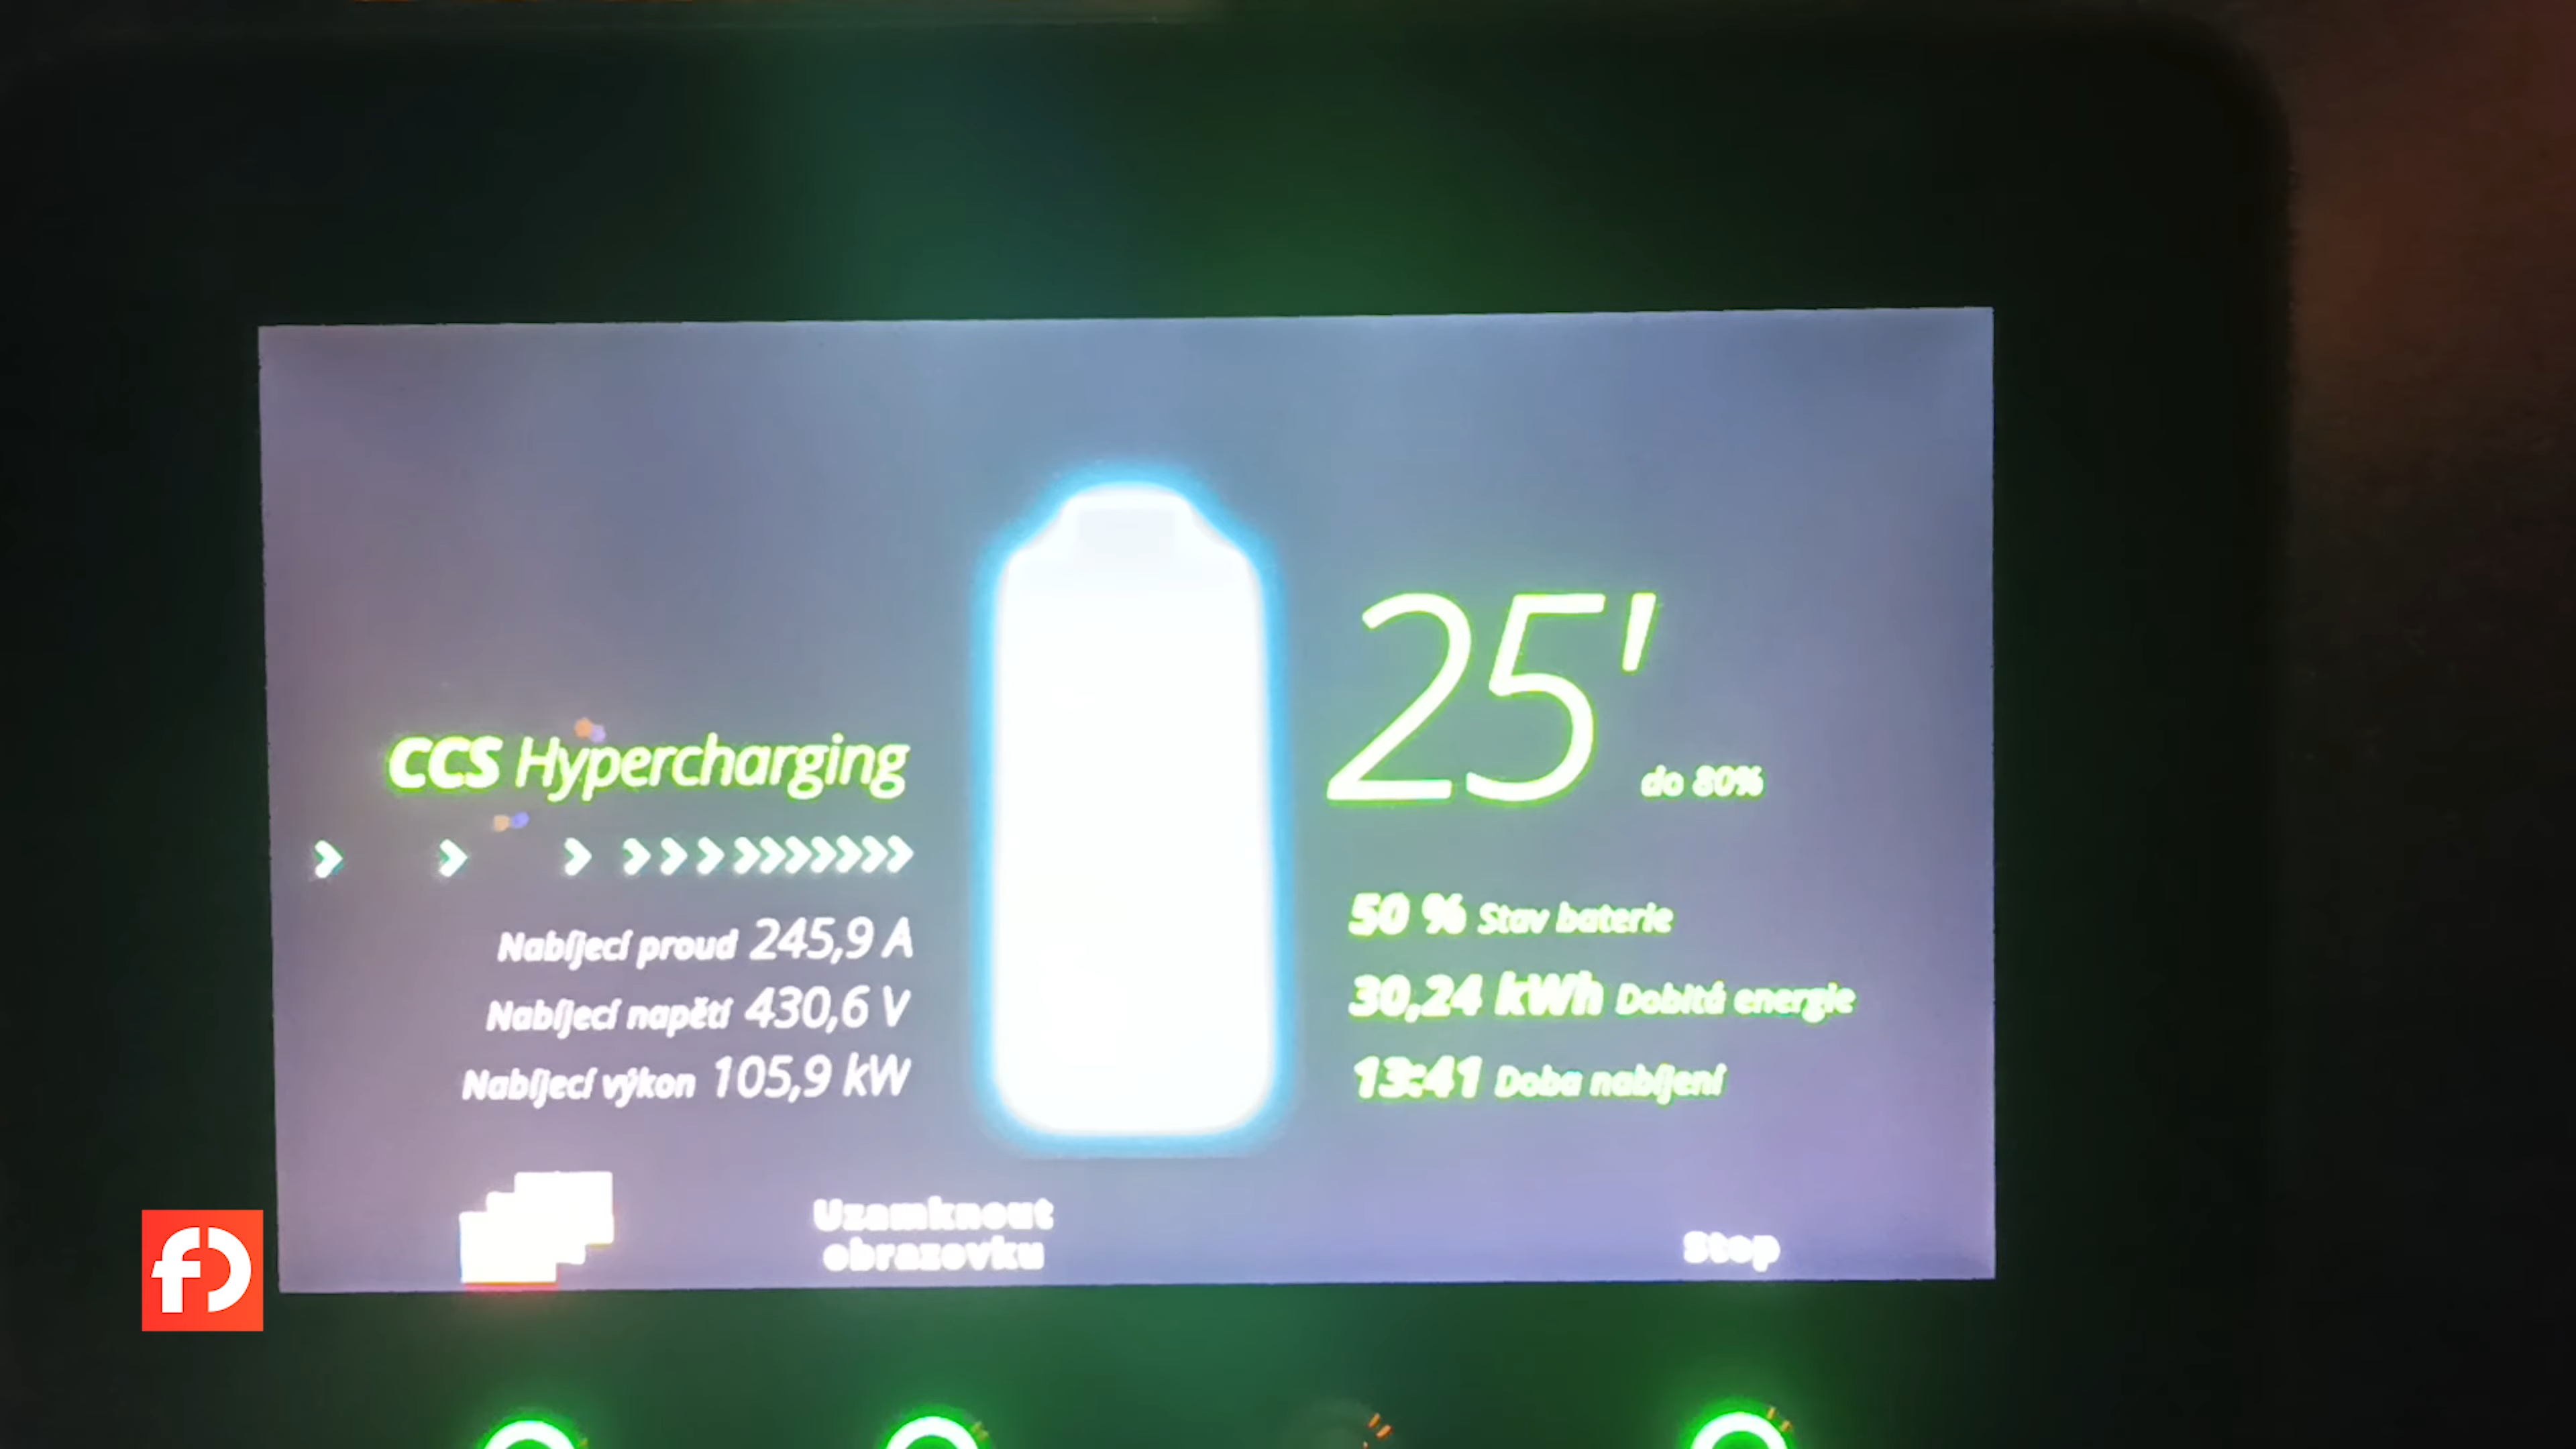 25'
do 80%
CCS Hypercharging
Nabíjecí proud 245,9 A
Nabíjecí napětí 430,6 V
Nabíjecí výkon 105,9 kW
50 % Stav baterie
30,24 kWh Dobitá energie
13:41 Doba nabíjení
Uzamknout
obrazovku
Stop